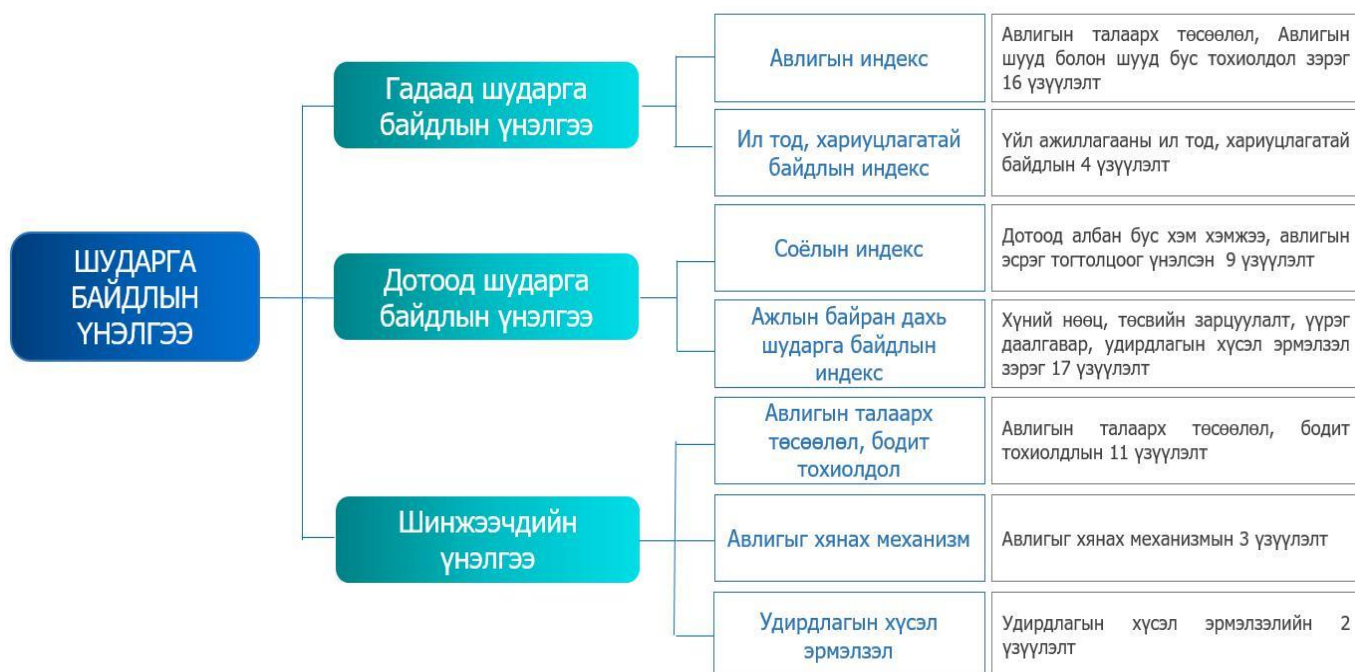 ШУДАРГА
БАЙДЛЫН
ҮНЭЛГЭЭ
Гадаад шударга
байдлын үнэлгээ
Авлигын индекс
Авлигын талаарх төсөөлөл, Авлигын
шууд болон шууд бус тохиолдол зэрэг
16 үзүүлэлт
Ил тод, хариуцлагатай
байдлын индекс
Үйл ажиллагааны ил тод, хариуцлагатай
байдлын 4 үзүүлэлт
Дотоод шударга
байдлын үнэлгээ
Соёлын индекс
Дотоод албан бус хэм хэмжээ, авлигын
эсрэг тогтолцоог үнэлсэн 9 үзүүлэлт
Ажлын байран дахь
шударга байдлын
индекс
Хүний нөөц, төсвийн зарцуулалт, үүрэг
даалгавар, удирдлагын хүсэл эрмэлзэл
зэрэг 17 үзүүлэлт
Шинжээчдийн
үнэлгээ
Авлигын талаарх
төсөөлөл, бодит
тохиолдол
Авлигын талаарх төсөөлөл, бодит
тохиолдлын 11 үзүүлэлт
Авлигыг хянах механизм
Авлигыг хянах механизмын 3 үзүүлэлт
Удирдлагын хүсэл
эрмэлзэл
Удирдлагын хүсэл эрмэлзэлийн 2
үзүүлэлт